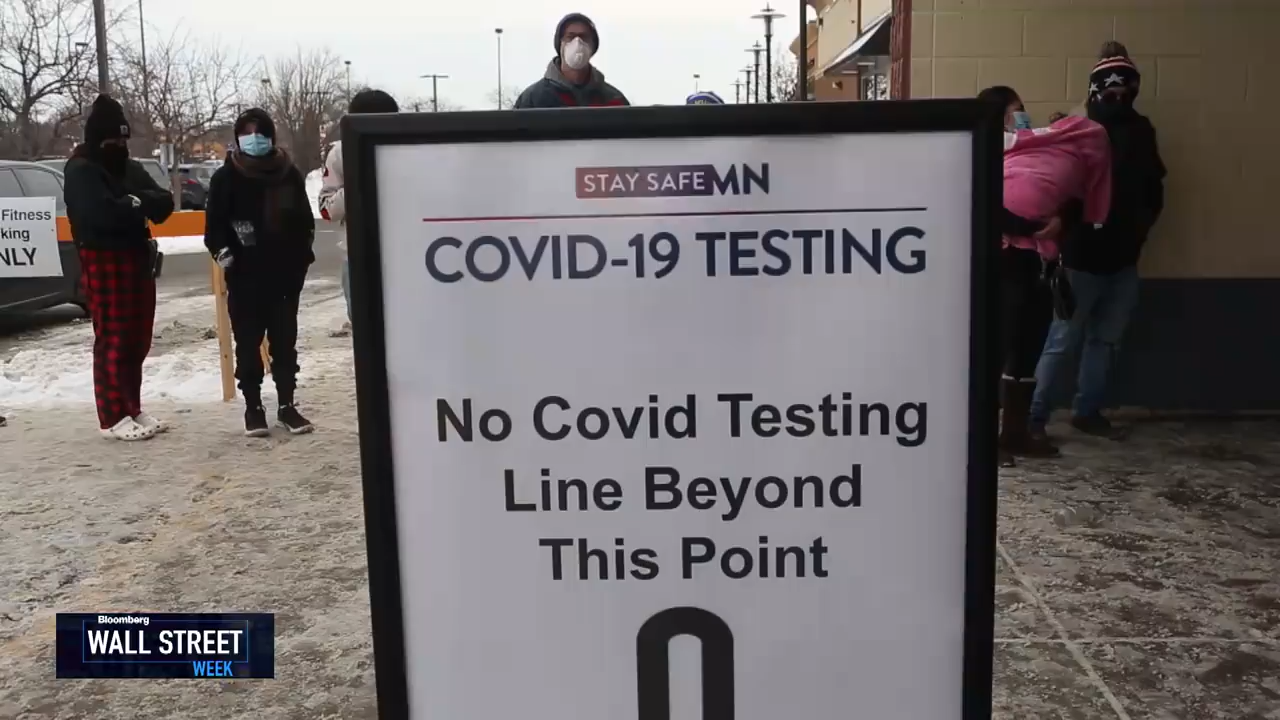 STAY SAFE MN
COVID-19 TESTING
No Covid Testing
Line Beyond
This Point
Fitness
king
NLY
Bloomberg
WALL STREET
WEEK